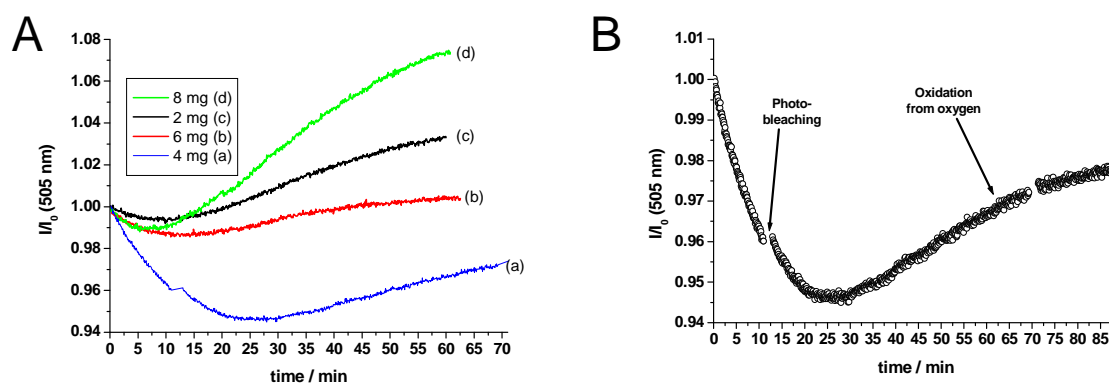 A
I/I0 (505 nm)
1.08
1.06
1.04
1.02
1.00
0.98
0.96
0.94
8 mg (d)
2 mg (c)
6 mg (b)
4 mg (a)
(d)
(c)
(b)
(a)
0 5 10 15 20 25 30 35 40 45 50 55 60 65 70
time / min
B
I/I0 (505 nm)
1.01
1.00
0.99
0.98
0.97
0.96
0.95
0.94
Photo-
bleaching
Oxidation
from oxygen
0 5 10 15 20 25 30 35 40 45 50 55 60 65 70 75 80 85
time / min